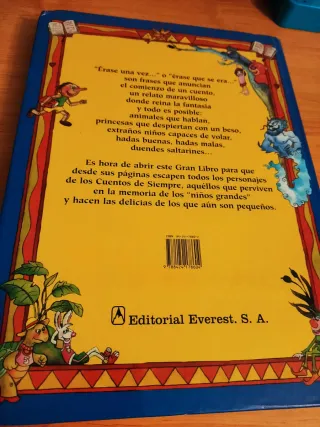 "Érase una vez..." o "érase que se era..."
son frases que anuncian
el comienzo de un cuento,
un relato maravilloso
donde reina la fantasía
y todo es posible:
animales que hablan,
princesas que despiertan con un beso,
extraños niños capaces de volar,
hadas buenas, hadas malas,
duendes saltarines...
Es hora de abrir este Gran Libro para que
desde sus páginas escapen todos los personajes
de los Cuentos de Siempre, aquéllos que perviven
en la memoria de los "niños grandes"
y hacen las delicias de los que aún son pequeños.
Editorial Everest, S. A.